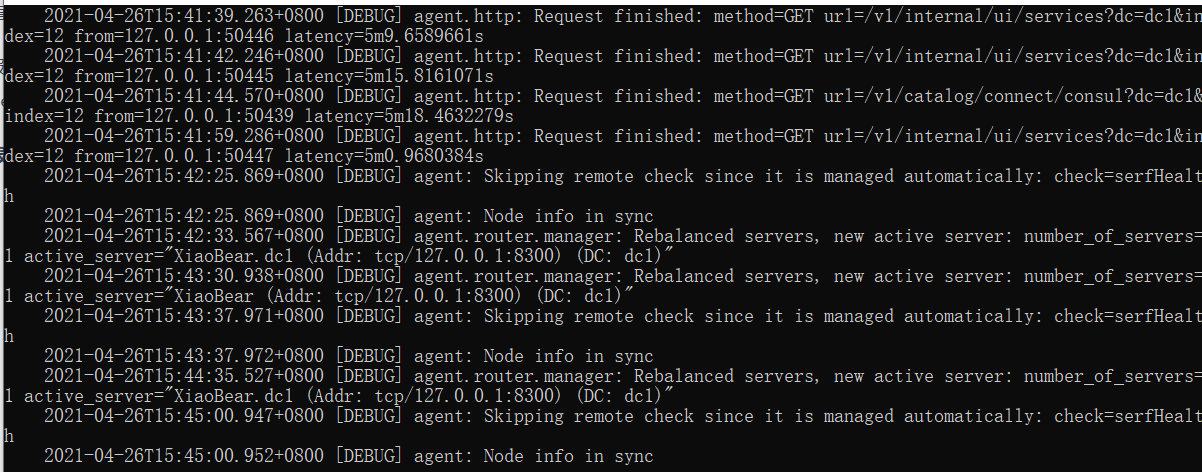 2021-04-26T15:41:39.263+0800 [DEBUG] agent.http: Request finished: method=GET url=/v1/internal/ui/services?dc=dc1&in
dex=12 from=127.0.0.1:50446 latency=5m9.6589661s
2021-04-26T15:41:42.246+0800 [DEBUG] agent.http: Request finished: method=GET url=/v1/internal/ui/services?dc=dc1&in
dex=12 from=127.0.0.1:50445 latency=5m15.8161071s
2021-04-26T15:41:44.570+0800 [DEBUG] agent.http: Request finished: method=GET url=/v1/catalog/connect/consul?dc=dc1&
index=12 from=127.0.0.1:50439 latency=5m18.4632279s
2021-04-26T15:41:59.286+0800 [DEBUG] agent.http: Request finished: method=GET url=/v1/internal/ui/services?dc=dc1&in
dex=12 from=127.0.0.1:50447 latency=5m0.9680384s
2021-04-26T15:42:25.869+0800 [DEBUG] agent: Skipping remote check since it is managed automatically: check=serfHealt
h
2021-04-26T15:42:25.869+0800 [DEBUG] agent: Node info in sync
2021-04-26T15:42:33.567+0800 [DEBUG] agent.router.manager: Rebalanced servers, new active server: number_of_servers=
1 active_server="XiaoBear.dc1 (Addr: tcp/127.0.0.1:8300) (DC: dc1)"
2021-04-26T15:43:30.938+0800 [DEBUG] agent.router.manager: Rebalanced servers, new active server: number_of_servers=
1 active_server="XiaoBear (Addr: tcp/127.0.0.1:8300) (DC: dc1)"
2021-04-26T15:43:37.971+0800 [DEBUG] agent: Skipping remote check since it is managed automatically: check=serfHealt
h
2021-04-26T15:43:37.972+0800 [DEBUG] agent: Node info in sync
2021-04-26T15:44:35.527+0800 [DEBUG] agent.router.manager: Rebalanced servers, new active server: number_of_servers=
1 active_server="XiaoBear.dc1 (Addr: tcp/127.0.0.1:8300) (DC: dc1)"
2021-04-26T15:45:00.947+0800 [DEBUG] agent: Skipping remote check since it is managed automatically: check=serfHealt
h
2021-04-26T15:45:00.952+0800 [DEBUG] agent: Node info in sync